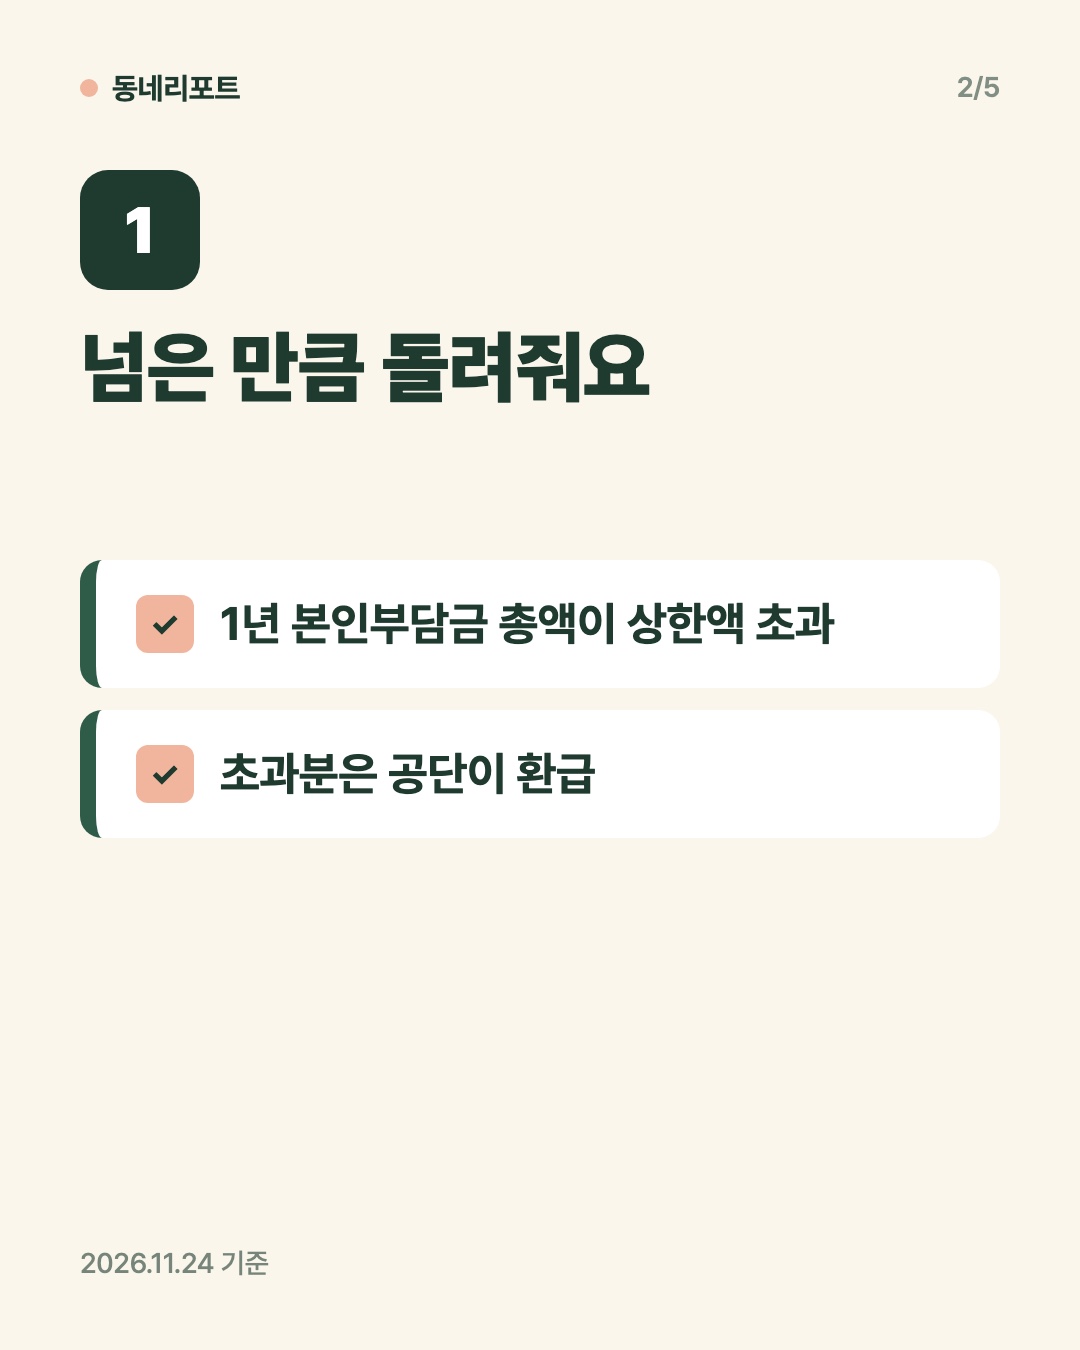 동네리포트
2/5
1
넘은 만큼 돌려줘요
1년 본인부담금 총액이 상한액 초과
초과분은 공단이 환급
2026.11.24 기준